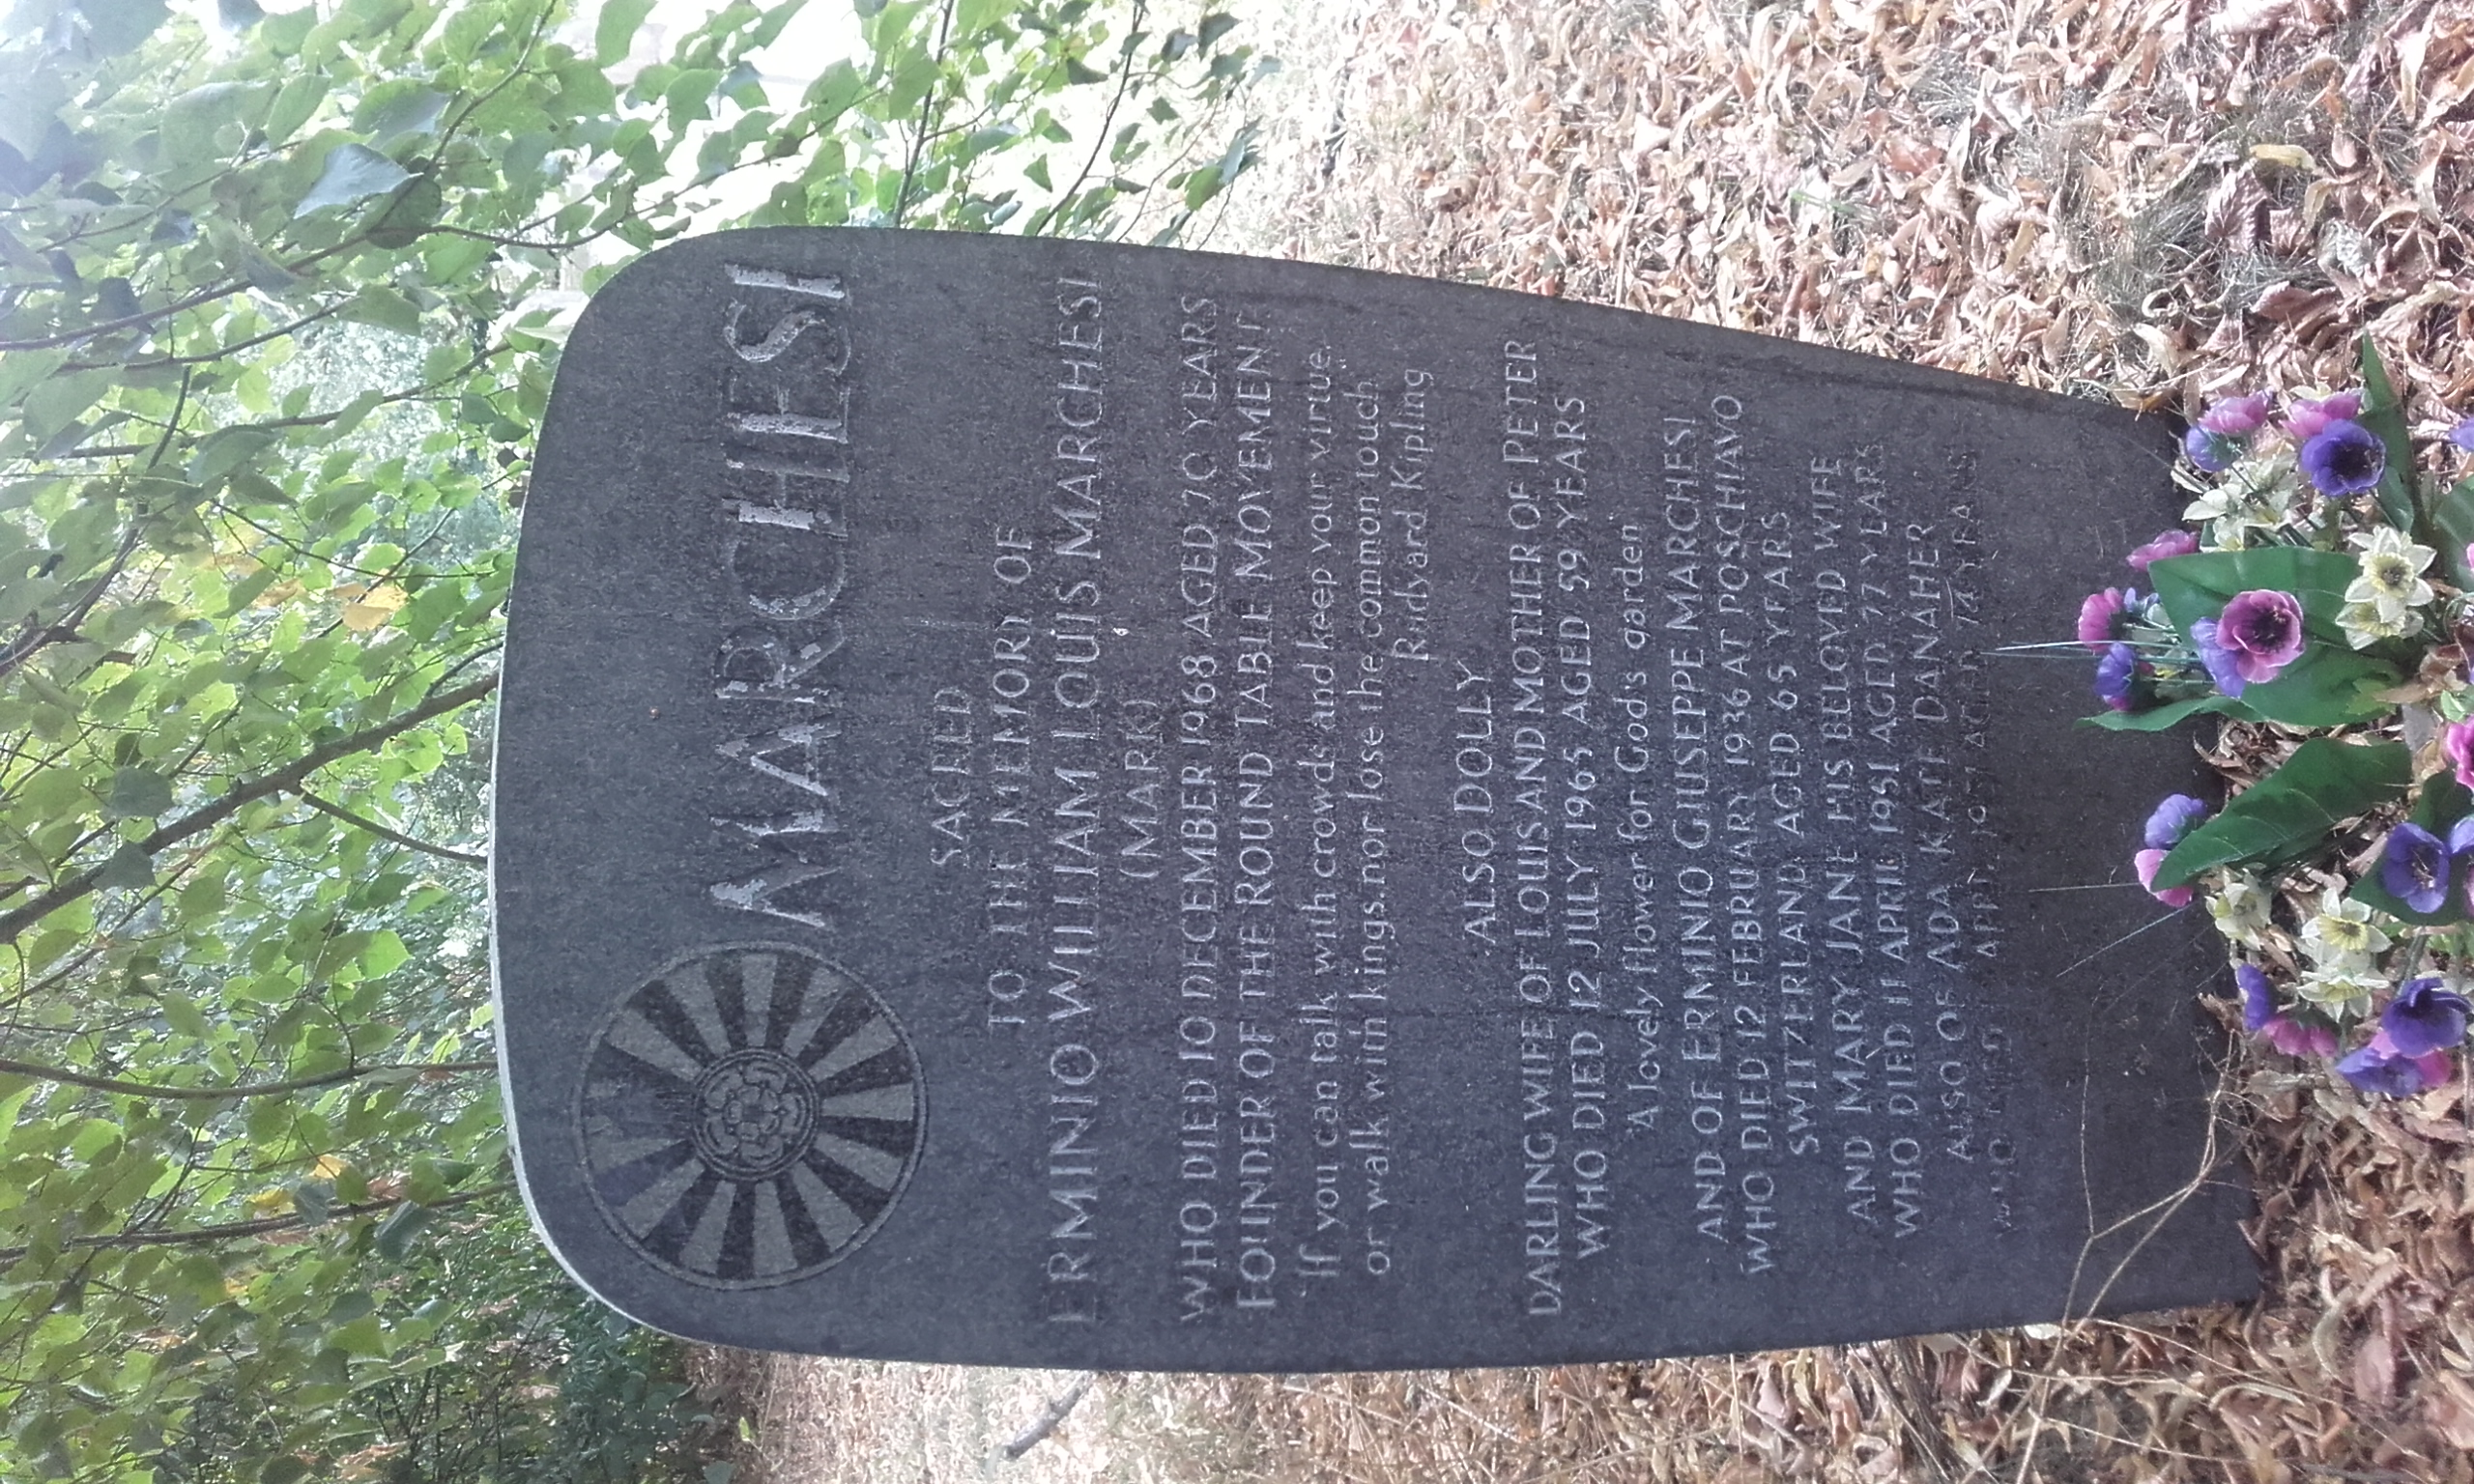 MARCHESI
SACRED
TO THE MEMORY OF
ERMINIO WILLIAM LOUIS MARCHESI
(MARK)
WHO DIED 10 DECEMBER 1968 AGED 70 YEARS
FOUNDER OF THE ROUND TABLE MOVEMENT
"If you can talk with crowds and keep your virtue,
or walk with kings, nor lose the common touch"
Rudyard Kipling
ALSO DOLLY
DARLING WIFE OF LOUIS AND MOTHER OF PETER
WHO DIED 12 JULY 1965 AGED 59 YEARS
'A lovely flower for God's garden
AND OF ERMINIO GIUSEPPE MARCHESI
WHO DIED 12 FEBRUARY 1936 AT POSCHIAVO
SWITZERLAND AGED 65 YEARS
AND MARY JANE HIS BELOVED WIFE
WHO DIED 11 APRIL 1951 AGED 77 YEARS
ALSO OF ADA KATE DANAHER
WHO DIED APRIL AGED YEARS